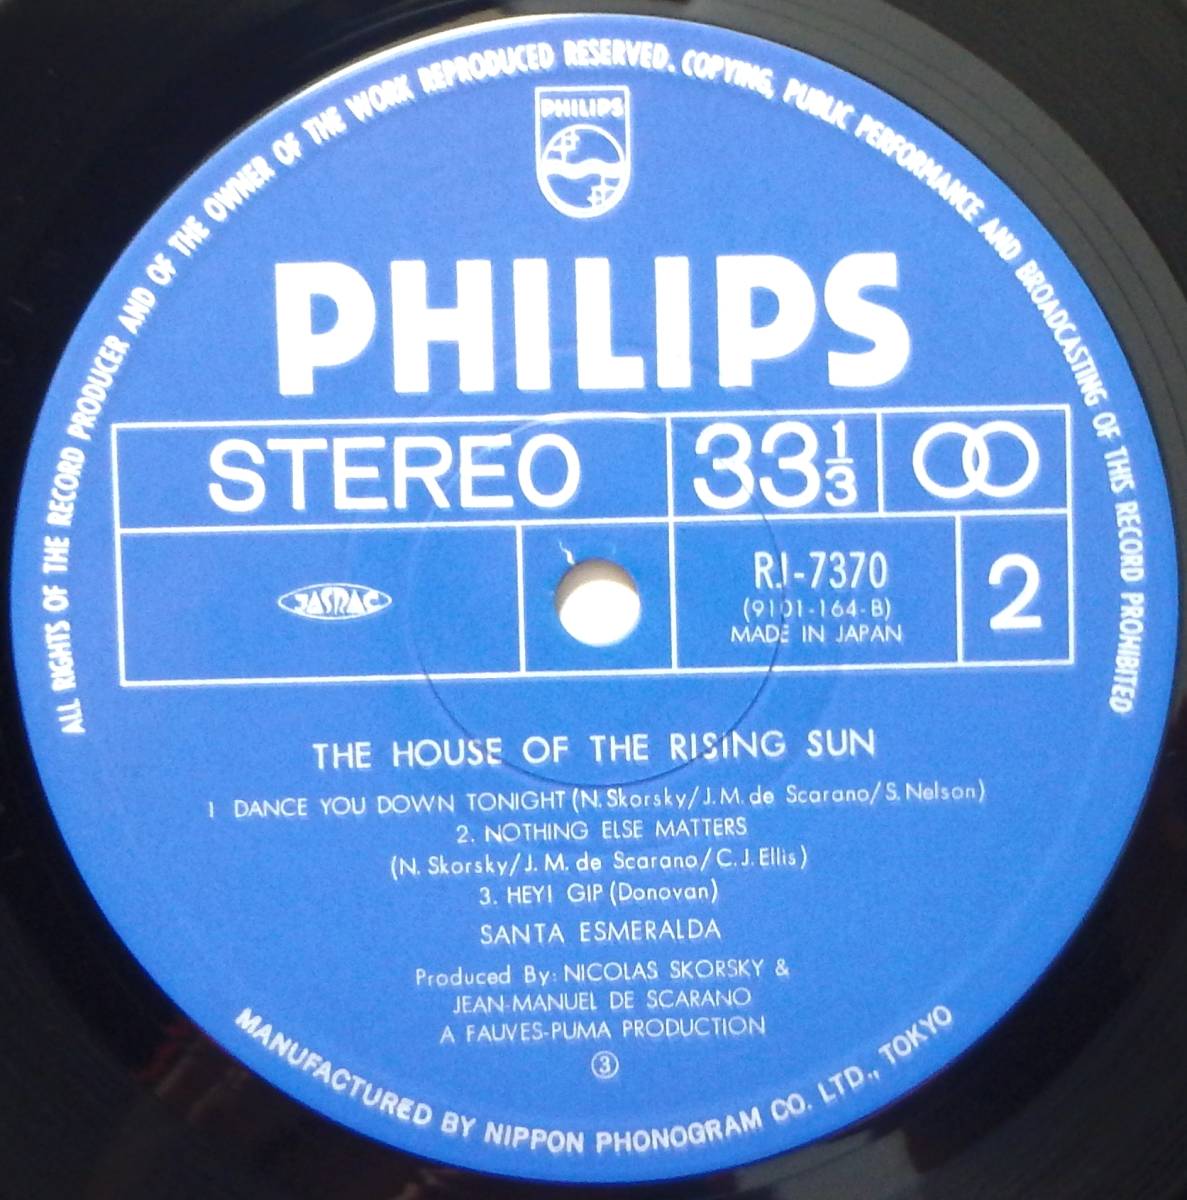 ALL RIGHTS OF THE RECORD PRODUCER AND OF THE OWNER OF THE WORK REPRODUCED RESERVED. COPYING, PUBLIC PERFORMANCE AND BROADCASTING OF THIS RECORD PROHIBITED
PHILIPS
PHILIPS
STEREO 33 1/3
JASRAC
RJ-7370
(9101-164-B)
MADE IN JAPAN
2
THE HOUSE OF THE RISING SUN
1 DANCE YOU DOWN TONIGHT (N. Skorsky/J. M. de Scarano/S. Nelson)
2. NOTHING ELSE MATTERS
(N. Skorsky/J. M. de Scarano/C. J. Ellis)
3. HEY! GIP (Donovan)
SANTA ESMERALDA
Produced By: NICOLAS SKORSKY &
JEAN-MANUEL DE SCARANO
A FAUVES-PUMA PRODUCTION
③
MANUFACTURED BY NIPPON PHONOGRAM CO. LTD., TOKYO